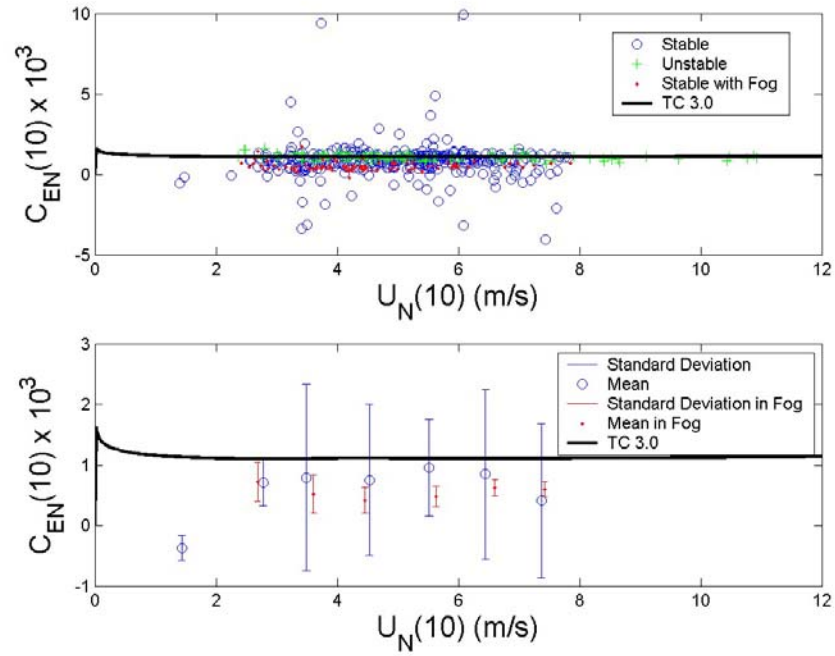 10
5
0
-5
C_EN(10) x 10^3
Stable
Unstable
Stable with Fog
TC 3.0
0 2 4 6 8 10 12
U_N(10) (m/s)
3
2
1
0
-1
C_EN(10) x 10^3
Standard Deviation
Mean
Standard Deviation in Fog
Mean in Fog
TC 3.0
0 2 4 6 8 10 12
U_N(10) (m/s)